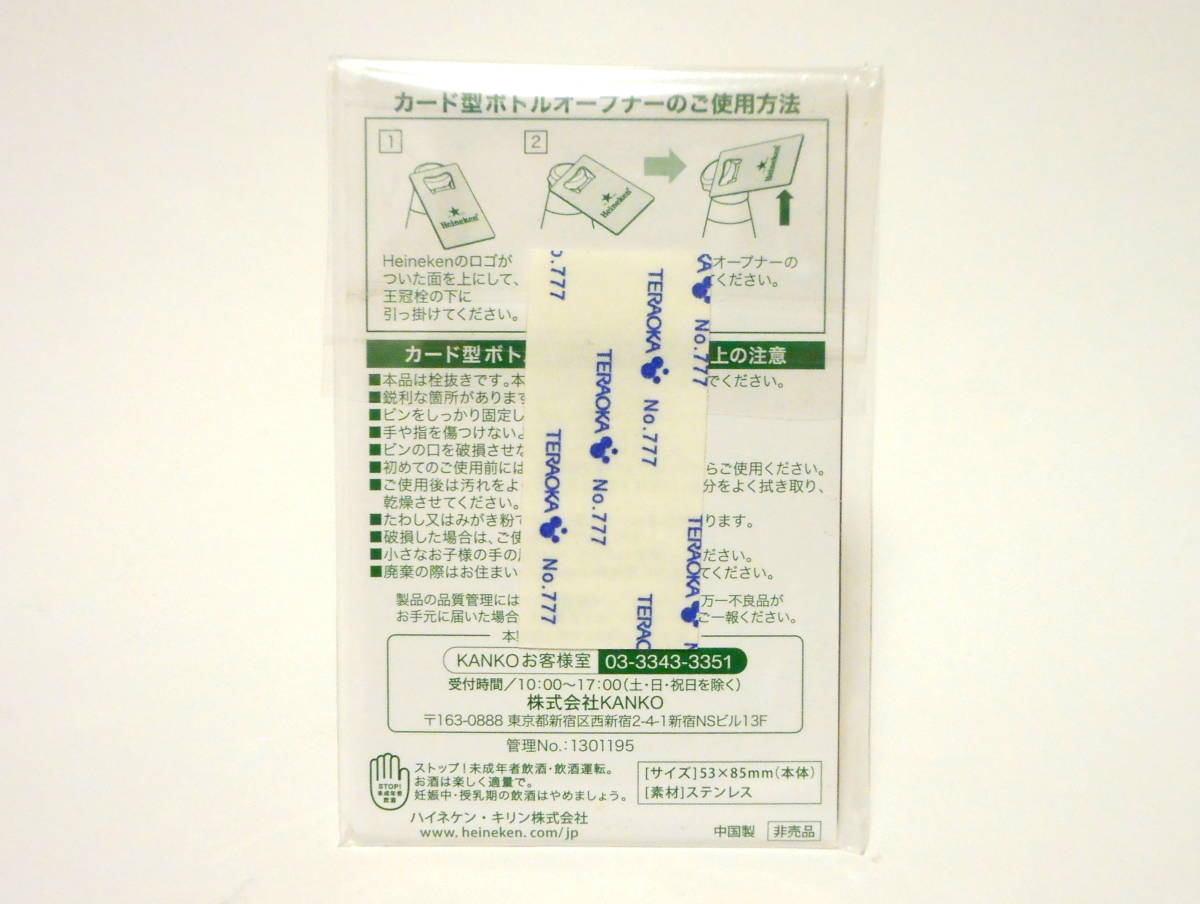 カード型ボトルオープナーのご使用方法
1
2
Heineken
Heineken
Heineken
Heinekenのロゴが
ついた面を上にして、
王冠栓の下に
引っ掛けてください。
オープナーの
ください。
カード型ボト
上の注意
■本品は栓抜きです。本
でください。
■鋭利な箇所があります
■ビンをしっかり固定し
■手や指を傷つけないよ
■ビンの口を破損させな
■初めてのご使用前には
らご使用ください。
■ご使用後は汚れをよ
分をよく拭き取り、
乾燥させてください。
■たわし又はみがき粉で
ります。
■破損した場合は、ご使
■小さなお子様の手の
ださい。
■廃棄の際はお住まい
てください。
製品の品質管理には
万一不良品が
お手元に届いた場合
ご一報ください。
本
KANKOお客様室 03-3343-3351
受付時間/10:00〜17:00(土・日・祝日を除く)
株式会社KANKO
〒163-0888 東京都新宿区西新宿2-4-1新宿NSビル13F
管理No.:1301195
STOP!
未成年者
飲酒
ストップ!未成年者飲酒・飲酒運転。
お酒は楽しく適量で。
妊娠中・授乳期の飲酒はやめましょう。
[サイズ]53×85mm(本体)
[素材]ステンレス
ハイネケン・キリン株式会社
www.heineken.com/jp
中国製 非売品
o.777
TERAOKA No.777
KA No.777
TERAOKA No.777
TERAOKA No.777
TERAOKA N
TERAO